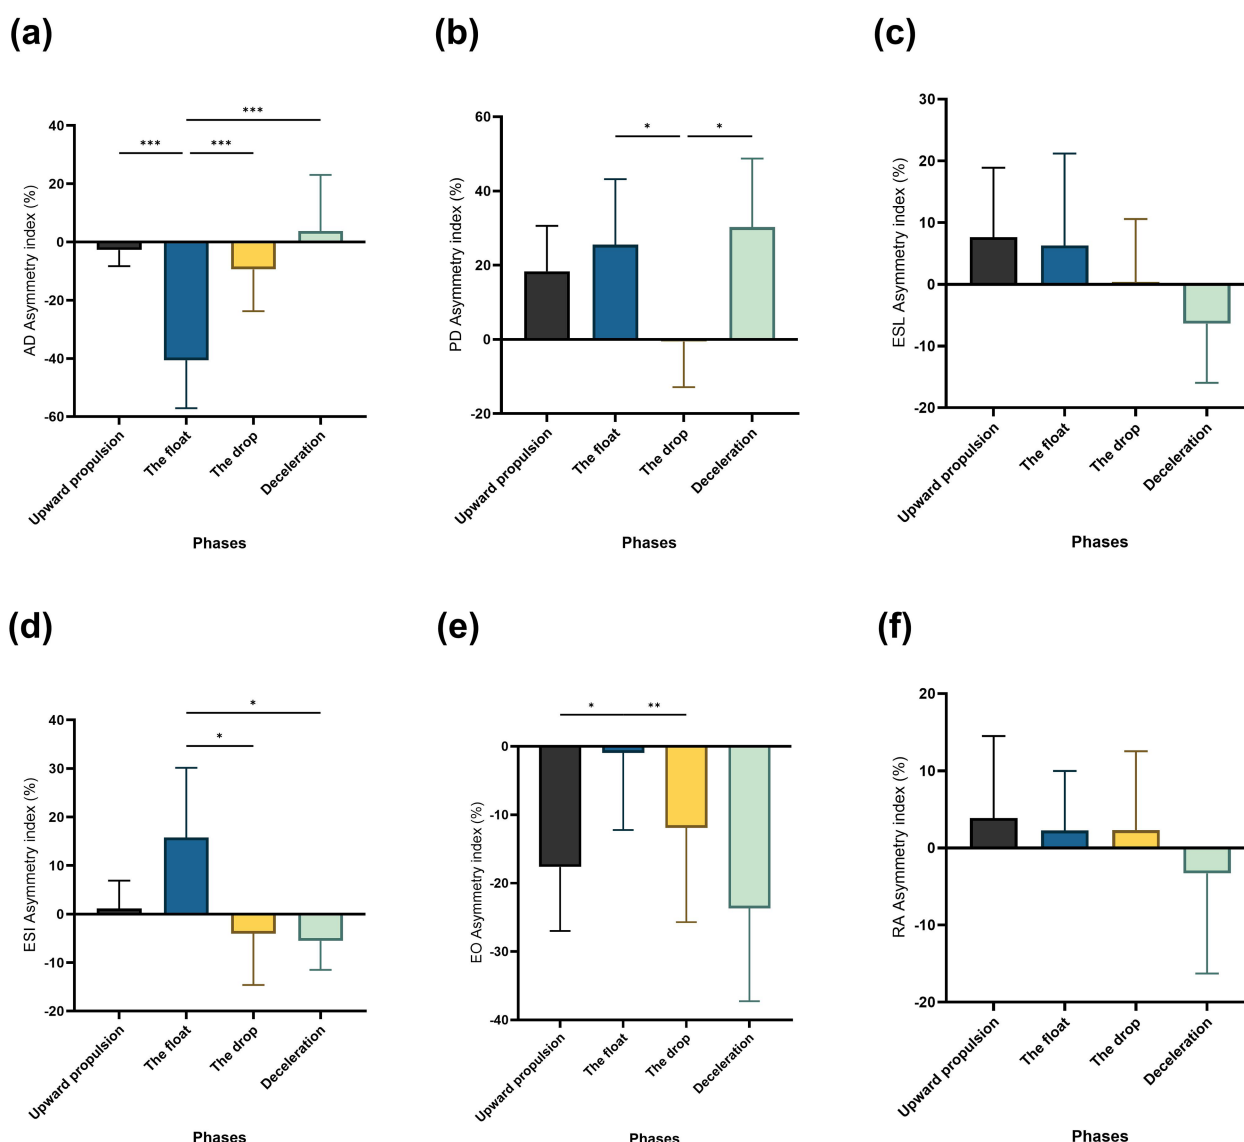 (a)
AD Asymmetry index (%)
40
20
0
-20
-40
-60
***
***
***
Upward propulsion
The float
The drop
Deceleration
Phases
(b)
PD Asymmetry index (%)
60
40
20
0
-20
*
*
Upward propulsion
The float
The drop
Deceleration
Phases
(c)
ESL Asymmetry index (%)
30
20
10
0
-10
-20
Upward propulsion
The float
The drop
Deceleration
Phases
(d)
ESI Asymmetry index (%)
40
30
20
10
0
-10
-20
*
*
Upward propulsion
The float
The drop
Deceleration
Phases
(e)
EO Asymmetry index (%)
0
-10
-20
-30
-40
* **
Upward propulsion
The float
The drop
Deceleration
Phases
(f)
RA Asymmetry index (%)
20
10
0
-10
-20
Upward propulsion
The float
The drop
Deceleration
Phases